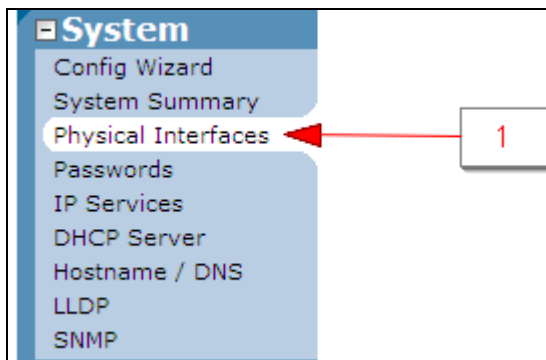 System
Config Wizard
System Summary
Physical Interfaces
1
Passwords
IP Services
DHCP Server
Hostname / DNS
LLDP
SNMP